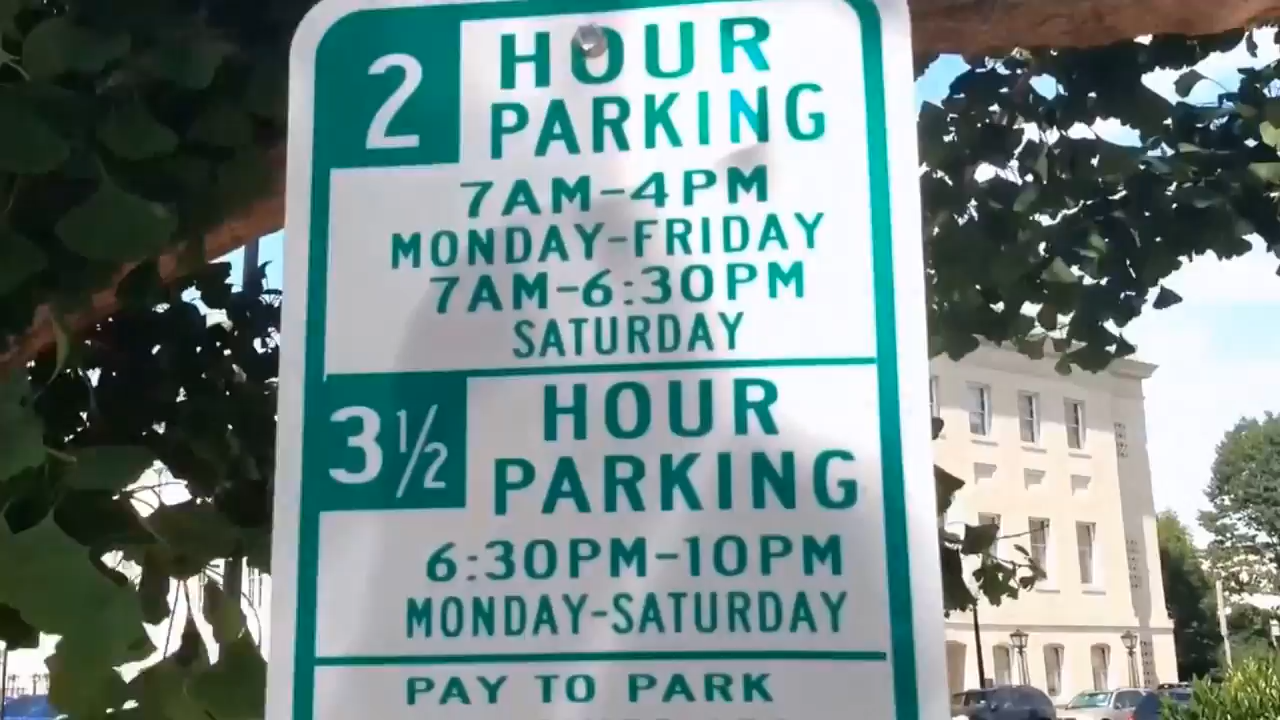 2 HOUR
PARKING
7AM-4PM
MONDAY-FRIDAY
7AM-6:30PM
SATURDAY
3½ HOUR
PARKING
6:30PM-10PM
MONDAY-SATURDAY
PAY TO PARK